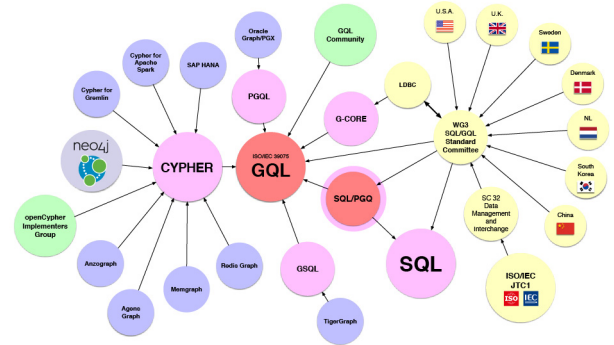 U.S.A.
U.K.
Sweden
Denmark
NL
South
Korea
China
Oracle
Graph/PGX
GQL
Community
Cypher for
Apache
Spark
SAP HANA
Cypher for
Gremlin
PGQL
G-CORE
LDBC
WG3
SQL/GQL
Standard
Committee
neo4j
CYPHER
ISO/IEC 39075
GQL
SQL/PGQ
SC 32
Data
Management
and
interchange
openCypher
Implementers
Group
Anzograph
Agens
Graph
Memgraph
Redis Graph
GSQL
SQL
TigerGraph
ISO/IEC
JTC1
ISO
IEC